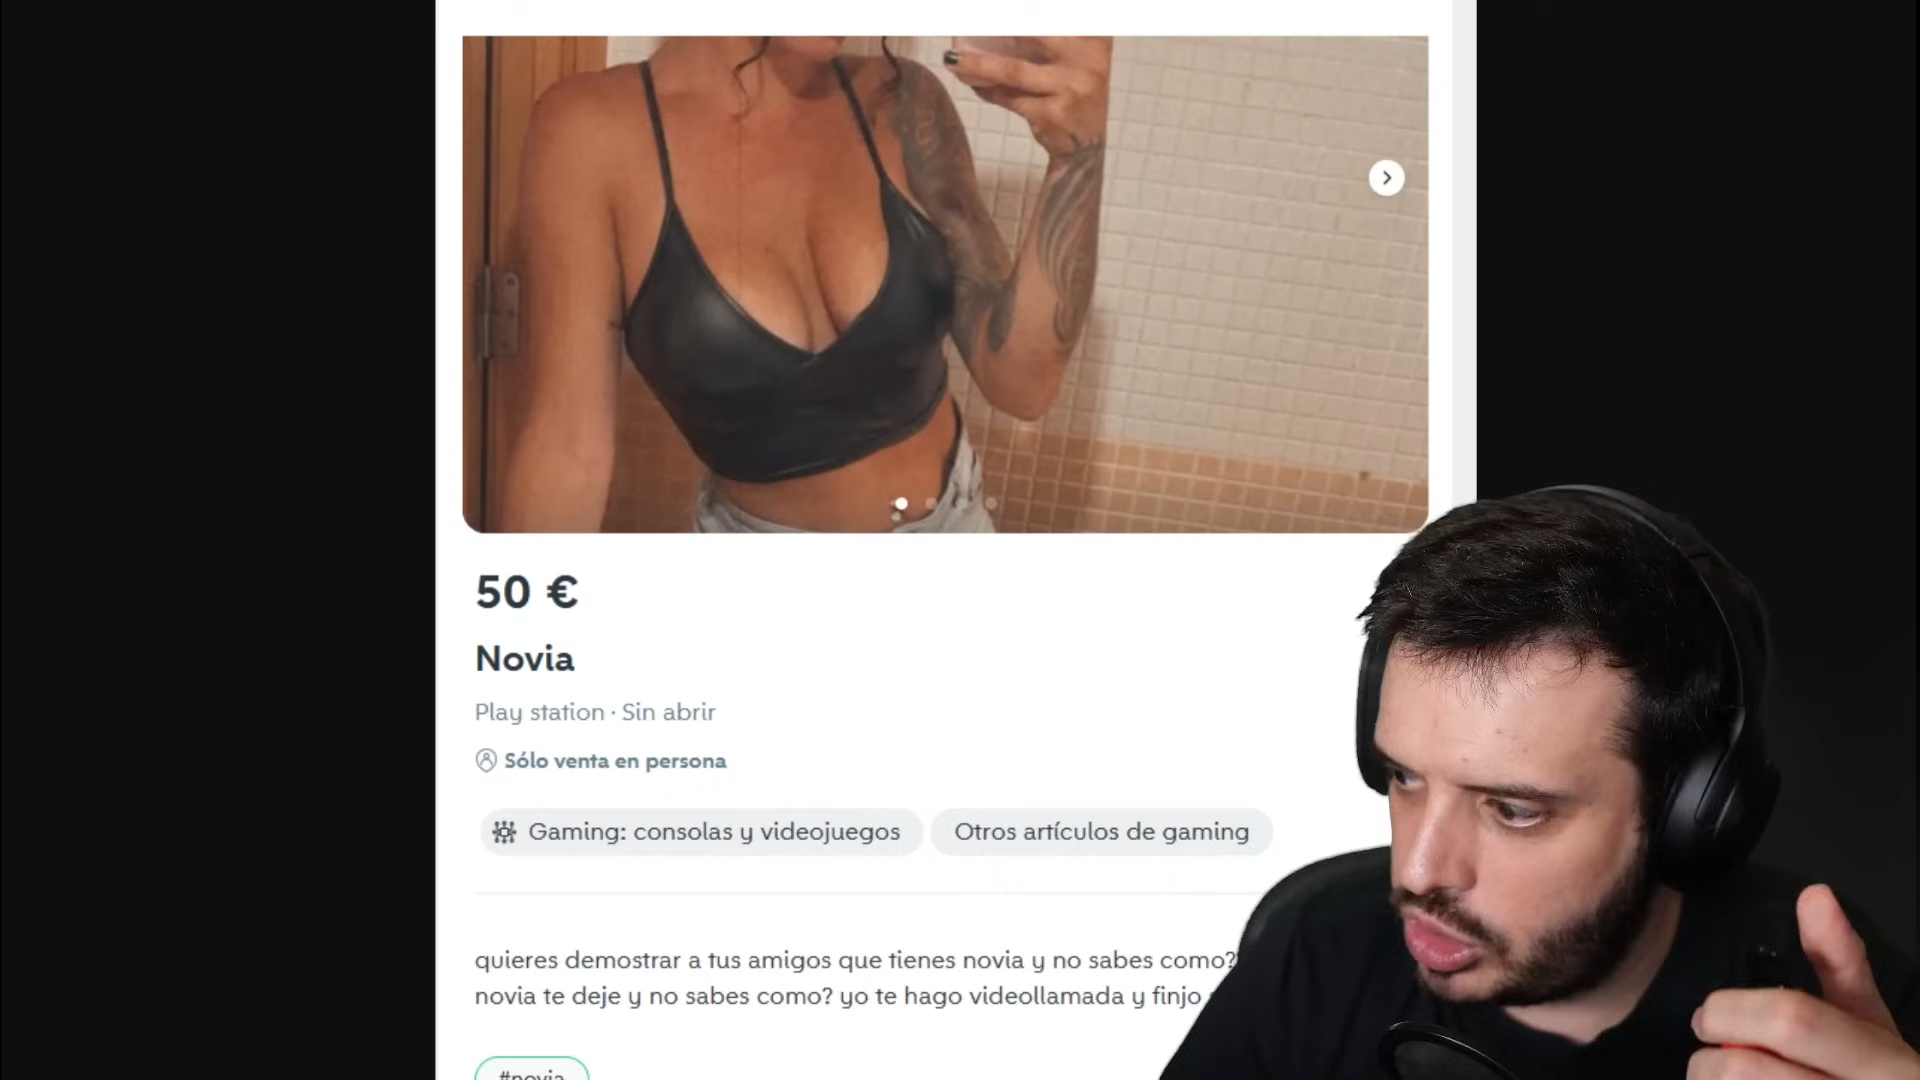 50 €
Novia
Play station · Sin abrir
Sólo venta en persona
Gaming: consolas y videojuegos
Otros artículos de gaming
quieres demostrar a tus amigos que tienes novia y no sabes como?
novia te deje y no sabes como? yo te hago videollamada y finjo
#novia